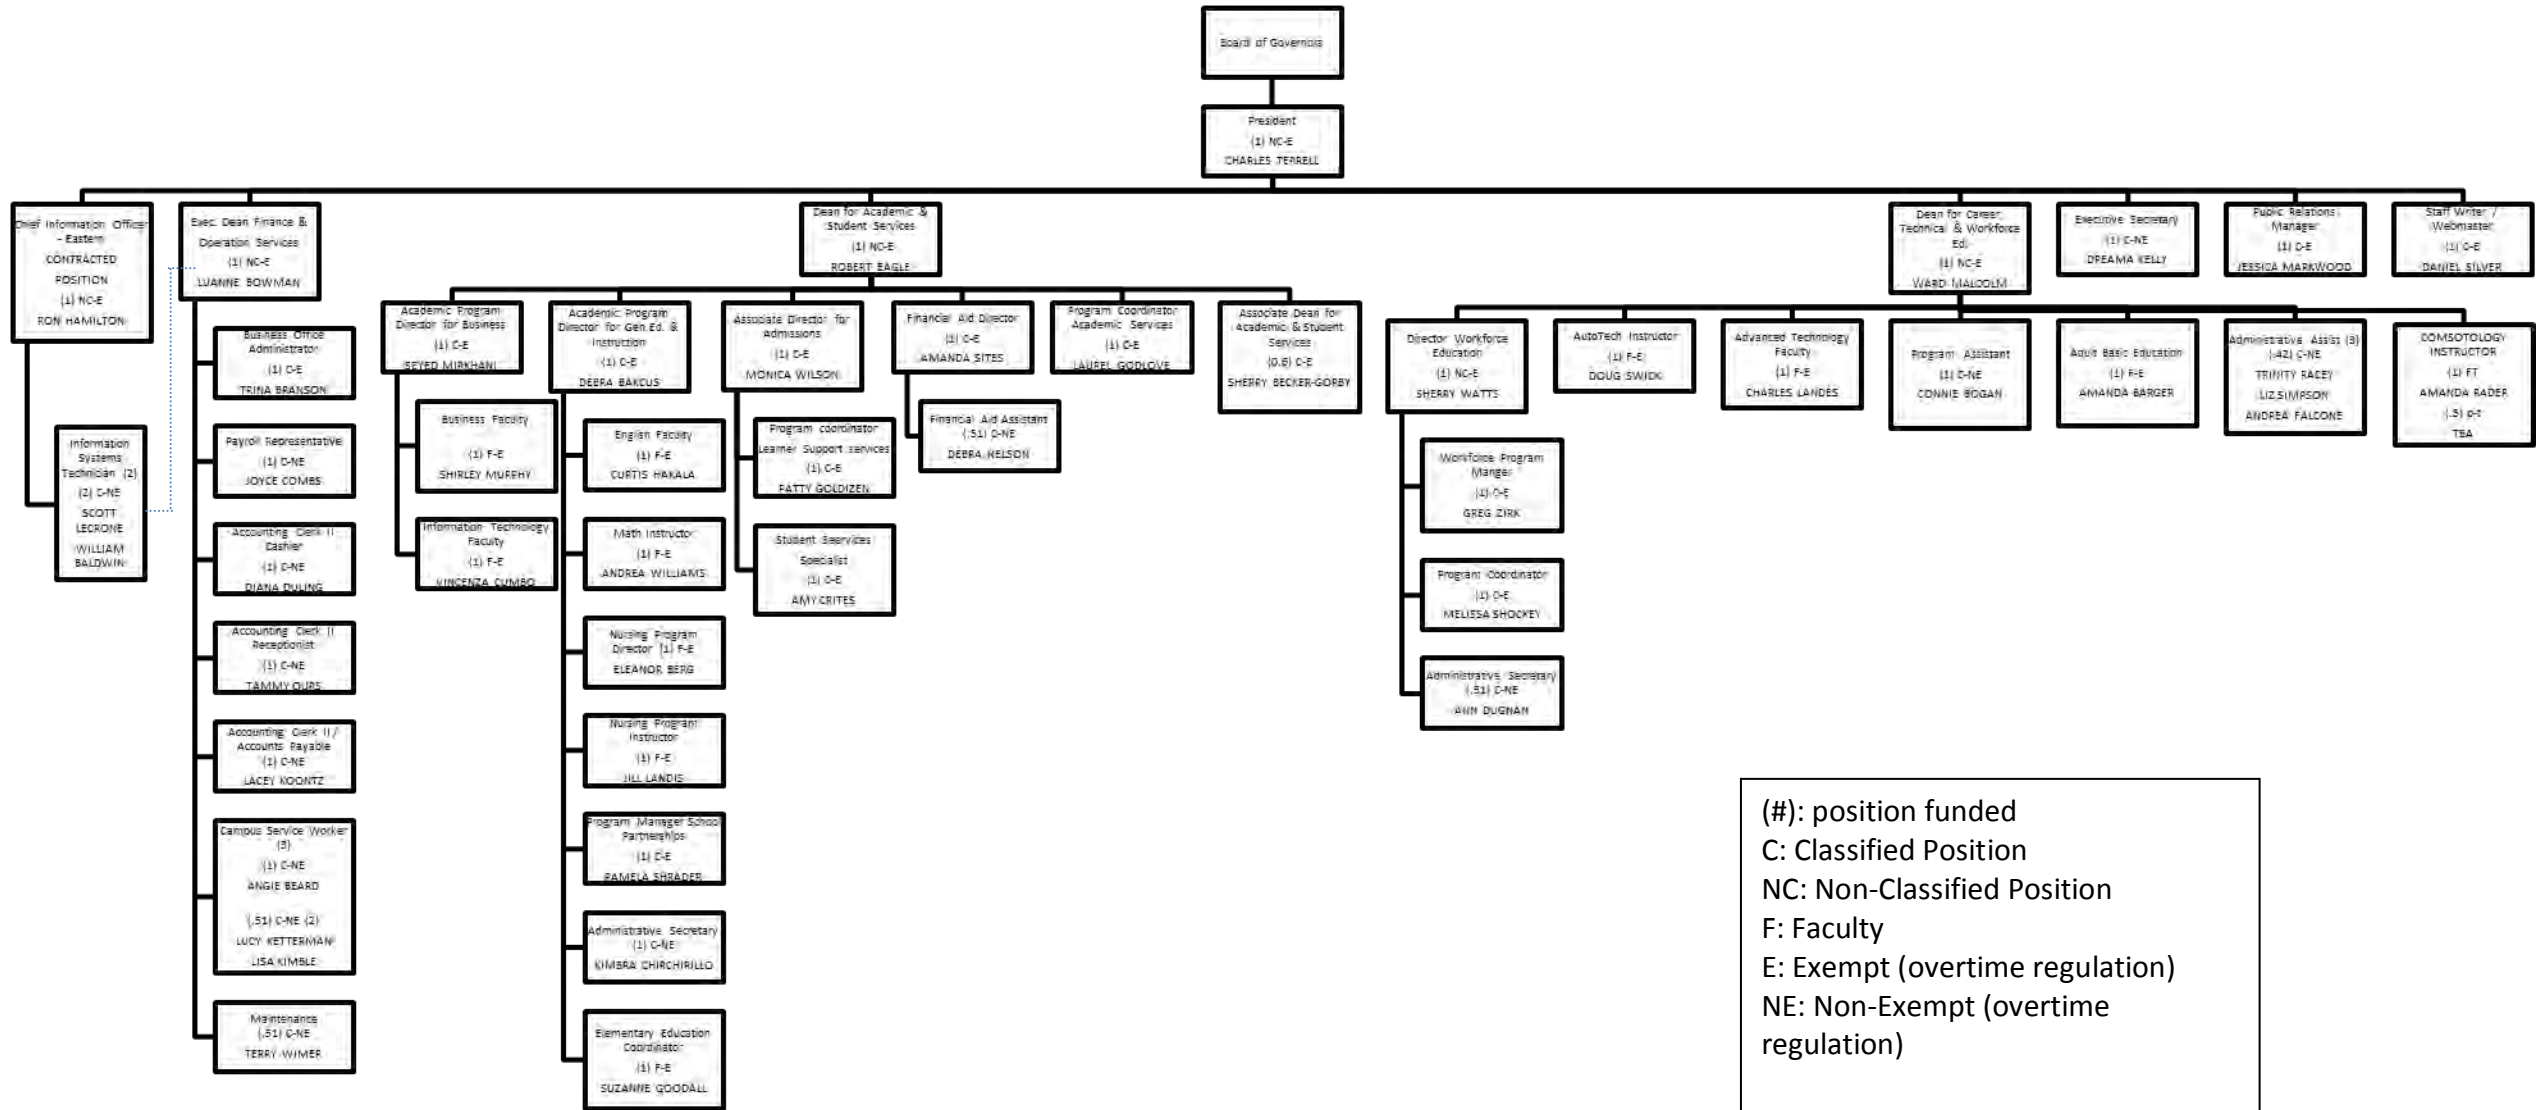 Board of Governors
President
(1) NC-E
CHARLES TERRELL
Chief Information Officer
- Eastern
CONTRACTED
POSITION
(1) NC-E
RON HAMILTON
Information
Systems
Technician (2)
(2) C-NE
SCOTT
LECRONE
WILLIAM
BALDWIN
Exec. Dean Finance &
Operation Services
(1) NC-E
LUANNE BOWMAN
Business Office
Administrator
(1) C-E
TRINA BRANSON
Payroll Representative
(1) C-NE
JOYCE COMBS
Accounting Clerk II
Cashier
(1) C-NE
DIANA DULING
Accounting Clerk II
Receptionist
(1) C-NE
TAMMY OURS
Accounting Clerk II /
Accounts Payable
(1) C-NE
LACEY KOONTZ
Campus Service Worker
(3)
(1) C-NE
ANGIE BEARD
(.51) C-NE (2)
LUCY KETTERMAN
LISA KIMBLE
Maintenance
(.51) C-NE
TERRY WIMER
Dean for Academic &
Student Services
(1) NC-E
ROBERT EAGLE
Academic Program
Director for Business
(1) C-E
SEYED MIRKHANI
Business Faculty
(1) F-E
SHIRLEY MURPHY
Information Technology
Faculty
(1) F-E
VINCENZA CUMBO
Academic Program
Director for Gen.Ed. &
Instruction
(1) C-E
DEBRA BAKCUS
English Faculty
(1) F-E
CURTIS HAKALA
Math Instructor
(1) F-E
ANDREA WILLIAMS
Nursing Program
Director (1) F-E
ELEANOR BERG
Nursing Program
Instructor
(1) F-E
JILL LANDIS
Program Manager School
Partnerships
(1) C-E
PAMELA SHRADER
Administrative Secretary
(1) C-NE
KIMBRA CHIRCHIRILLO
Elementary Education
Coordinator
(1) F-E
SUZANNE GOODALL
Associate Director for
Admissions
(1) C-E
MONICA WILSON
Program coordinator
Learner Support services
(1) C-E
PATTY GOLDIZEN
Student Seervices
Specialist
(1) C-E
AMY CRITES
Financial Aid Director
(1) C-E
AMANDA SITES
Financial Aid Assistant
(.51) C-NE
DEBRA NELSON
Program Coordinator
Academic Services
(1) C-E
LAUREL GODLOVE
Associate Dean for
Academic & Student
Services
(0.6) C-E
SHERRY BECKER-GORBY
Dean for Career,
Technical & Workforce
Ed.
(1) NC-E
WARD MALCOLM
Director Workforce
Education
(1) NC-E
SHERRY WATTS
Workforce Program
Manger
(1) C-E
GREG ZIRK
Program Coordinator
(1) C-E
MELISSA SHOCKEY
Administrative Secretary
(.51) C-NE
ANN DUGNAN
AutoTech Instructor
(1) F-E
DOUG SWICK
Advanced Technology
Faculty
(1) F-E
CHARLES LANDES
Program Assistant
(1) C-NE
CONNIE BOGAN
Adult Basic Education
(1) F-E
AMANDA BARGER
Administrative Assist (3)
(.42) C-NE
TRINITY RACEY
LIZ SIMPSON
ANDREA FALCONE
COMSOTOLOGY
INSTRUCTOR
(1) FT
AMANDA RADER
(.5) p-t
TBA
Executive Secretary
(1) C-NE
DREAMA KELLY
Public Relations
Manager
(1) C-E
JESSICA MARKWOOD
Staff Writer /
Webmaster
(1) C-E
DANIEL SILVER
(#): position funded
C: Classified Position
NC: Non-Classified Position
F: Faculty
E: Exempt (overtime regulation)
NE: Non-Exempt (overtime
regulation)